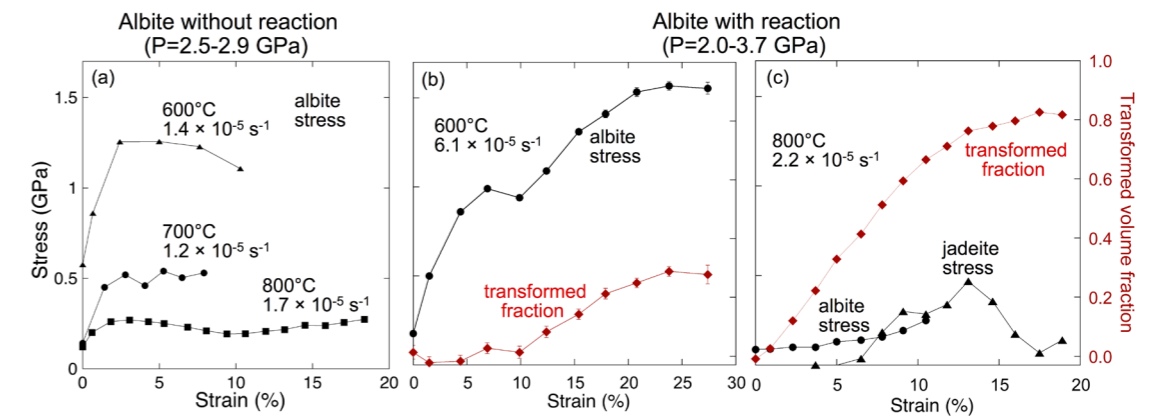 Albite without reaction
(P=2.5-2.9 GPa)
Albite with reaction
(P=2.0-3.7 GPa)
(a)
600°C
1.4 × 10⁻⁵ s⁻¹
albite
stress
700°C
1.2 × 10⁻⁵ s⁻¹
800°C
1.7 × 10⁻⁵ s⁻¹
Stress (GPa)
1.5
1
0.5
0
0 5 10 15 20
Strain (%)
(b)
600°C
6.1 × 10⁻⁵ s⁻¹
albite
stress
transformed
fraction
0 5 10 15 20 25 30
Strain (%)
(c)
800°C
2.2 × 10⁻⁵ s⁻¹
transformed
fraction
jadeite
stress
albite
stress
0 5 10 15 20
Strain (%)
1.0
0.8
0.6
0.4
0.2
0.0
Transformed volume fraction